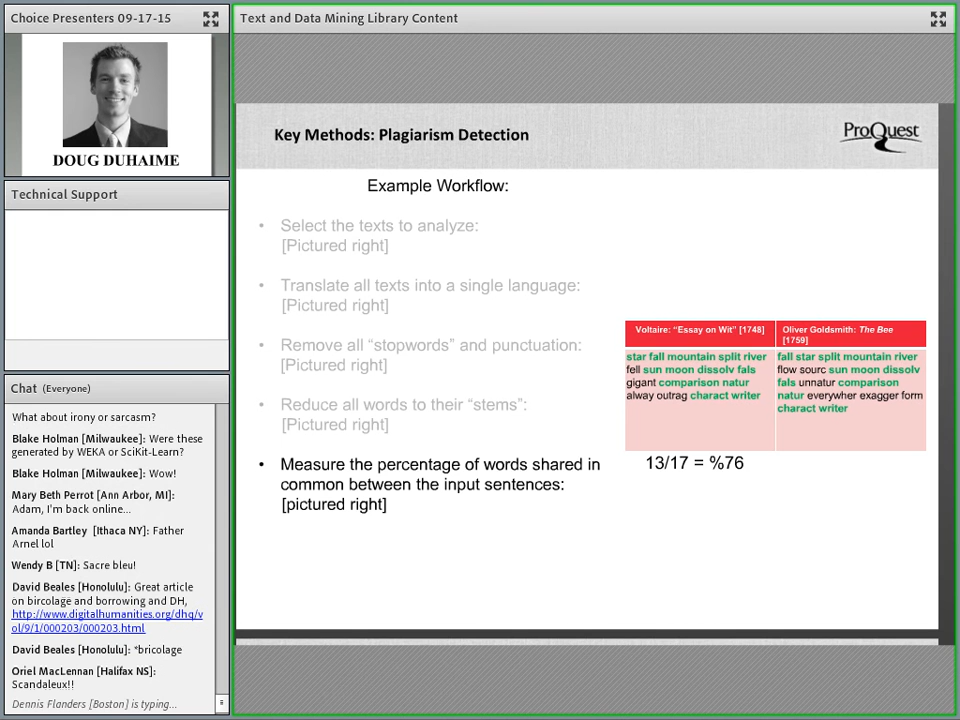 Choice Presenters 09-17-15
DOUG DUHAIME
Technical Support
Chat (Everyone)
What about irony or sarcasm?
Blake Holman [Milwaukee]: Were these
generated by WEKA or SciKit-Learn?
Blake Holman [Milwaukee]: Wow!
Mary Beth Perrot [Ann Arbor, MI]:
Adam, I'm back online...
Amanda Bartley [Ithaca NY]: Father
Arnel lol
Wendy B [TN]: Sacre bleu!
David Beales [Honolulu]: Great article
on bircolage and borrowing and DH,
http://www.digitalhumanities.org/dhq/v
ol/9/1/000203/000203.html
David Beales [Honolulu]: *bricolage
Oriel MacLennan [Halifax NS]:
Scandaleux!!
Dennis Flanders [Boston] is typing...
Text and Data Mining Library Content
Key Methods: Plagiarism Detection
ProQuest
Example Workflow:
• Select the texts to analyze:
[Pictured right]
• Translate all texts into a single language:
[Pictured right]
• Remove all “stopwords” and punctuation:
[Pictured right]
• Reduce all words to their “stems”:
[Pictured right]
• Measure the percentage of words shared in
common between the input sentences:
[pictured right]
Voltaire: “Essay on Wit” [1748]
star fall mountain split river
fell sun moon dissolv fals
gigant comparison natur
alway outrag charact writer
Oliver Goldsmith: The Bee
[1759]
fall star split mountain river
flow sourc sun moon dissolv
fals unnatur comparison
natur everywher exagger form
charact writer
13/17 = %76